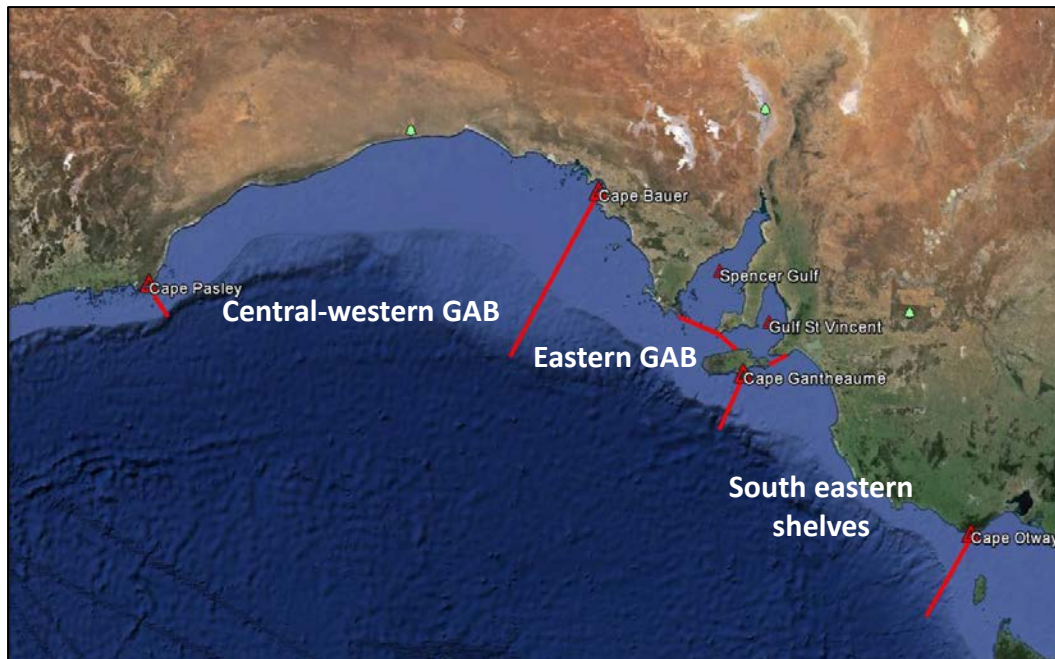 Cape Bauer
Spencer Gulf
Cape Pasley
Central-western GAB
Gulf St Vincent
Eastern GAB
Cape Gantheaume
South eastern
shelves
Cape Otway